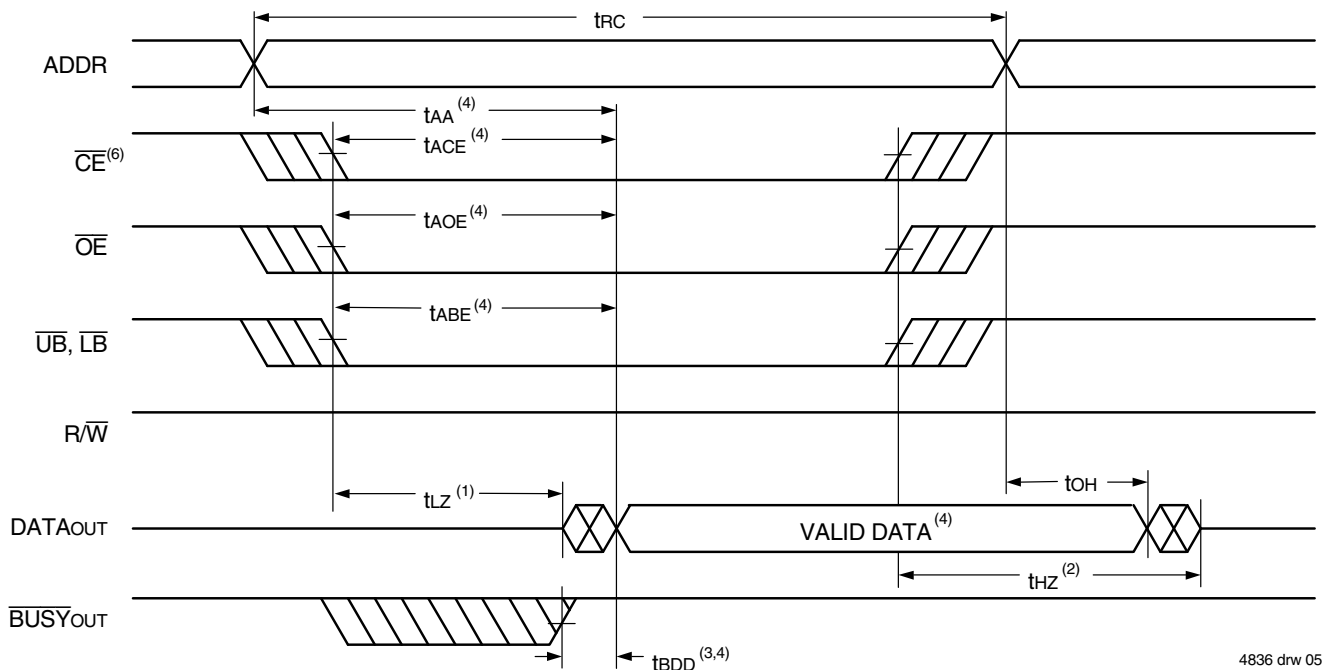 tRC
ADDR
tAA (4)
CE(6)
tACE (4)
OE
tAOE (4)
UB, LB
tABE (4)
R/W
tLZ (1)
tOH
DATAOUT
VALID DATA(4)
tHZ (2)
BUSYOUT
tBDD (3,4)
4836 drw 05